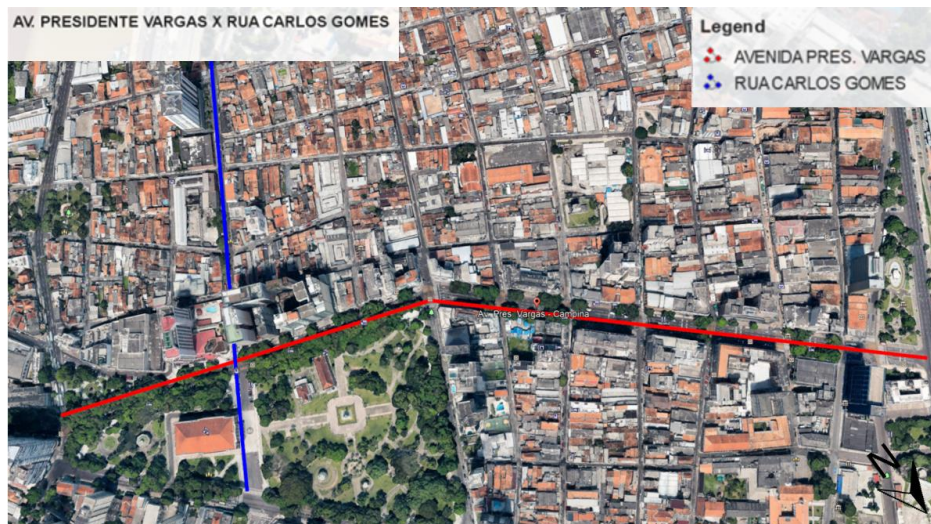 AV. PRESIDENTE VARGAS X RUA CARLOS GOMES
Legend
AVENIDA PRES. VARGAS
RUA CARLOS GOMES
Av. Pres. Vargas - Campina
N